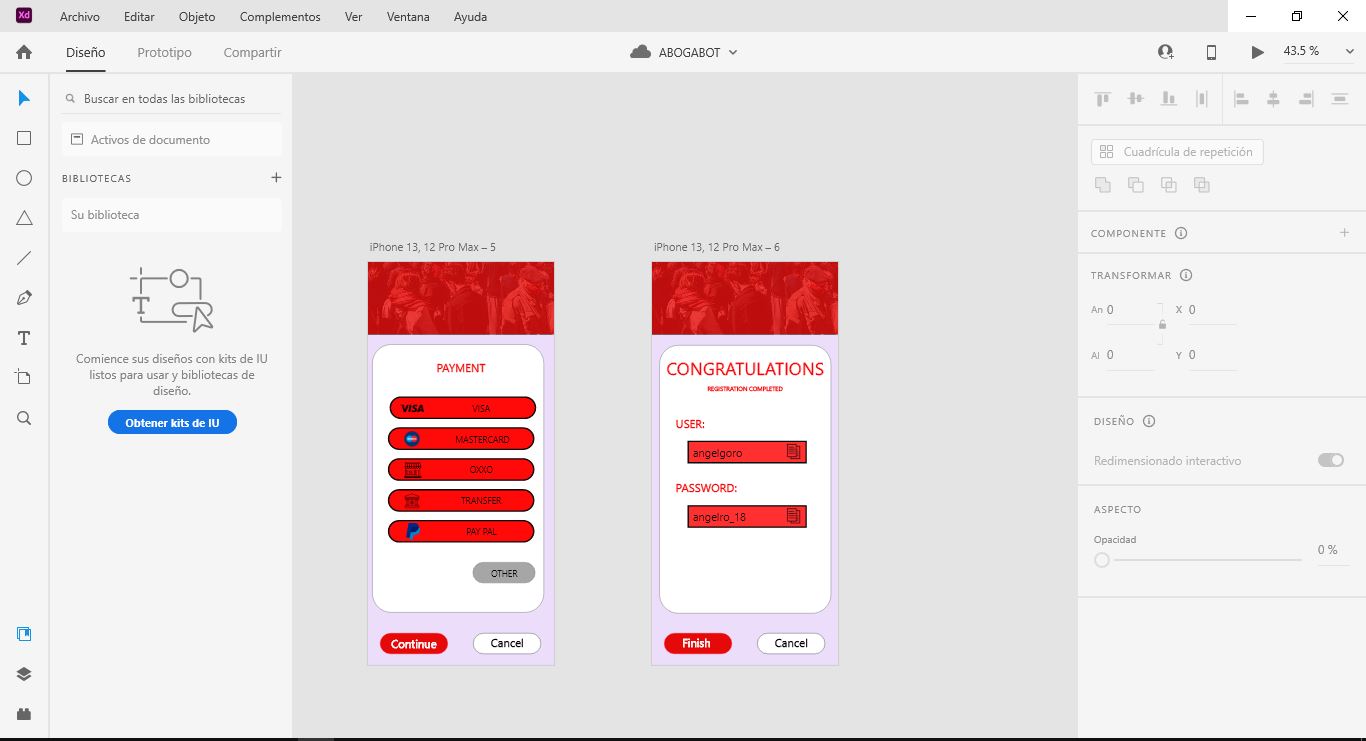 Xd Archivo Editar Objeto Complementos Ver Ventana Ayuda
Diseño Prototipo Compartir ABOGABOT 43.5 %
Buscar en todas las bibliotecas
Activos de documento
BIBLIOTECAS
Su biblioteca
Comience sus diseños con kits de IU
listos para usar y bibliotecas de
diseño.
Obtener kits de IU
iPhone 13, 12 Pro Max – 5
PAYMENT
VISA VISA
MASTERCARD
OXXO
TRANSFER
PAY PAL
OTHER
Continue Cancel
iPhone 13, 12 Pro Max – 6
CONGRATULATIONS
REGISTRATION COMPLETED
USER:
angelgoro
PASSWORD:
angelro_18
Finish Cancel
Cuadrícula de repetición
COMPONENTE
TRANSFORMAR
An 0 X 0
Al 0 Y 0
DISEÑO
Redimensionado interactivo
ASPECTO
Opacidad
0 %